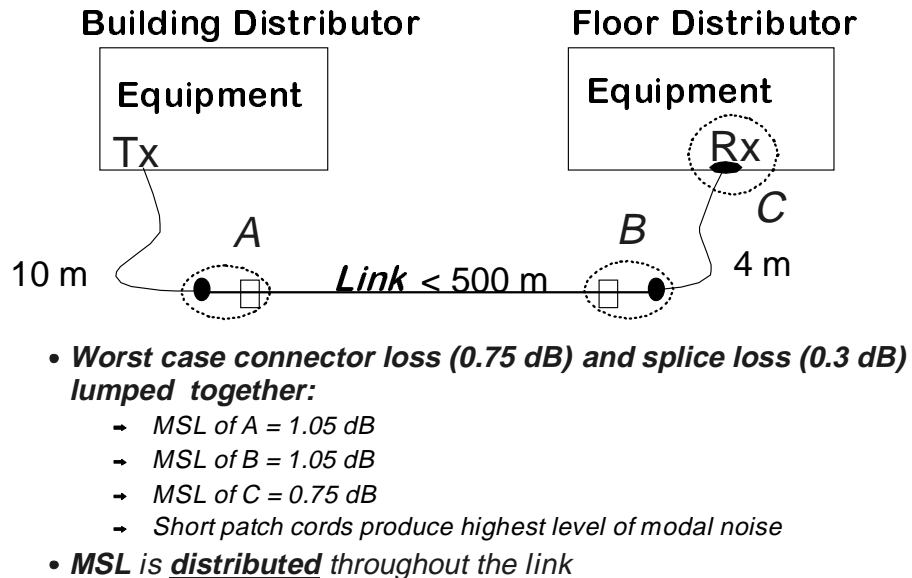 Building Distributor
Floor Distributor
Equipment
Equipment
Tx
Rx
C
A
B
10 m
Link < 500 m
4 m
• Worst case connector loss (0.75 dB) and splice loss (0.3 dB)
lumped together:
➞ MSL of A = 1.05 dB
➞ MSL of B = 1.05 dB
➞ MSL of C = 0.75 dB
➞ Short patch cords produce highest level of modal noise
• MSL is distributed throughout the link